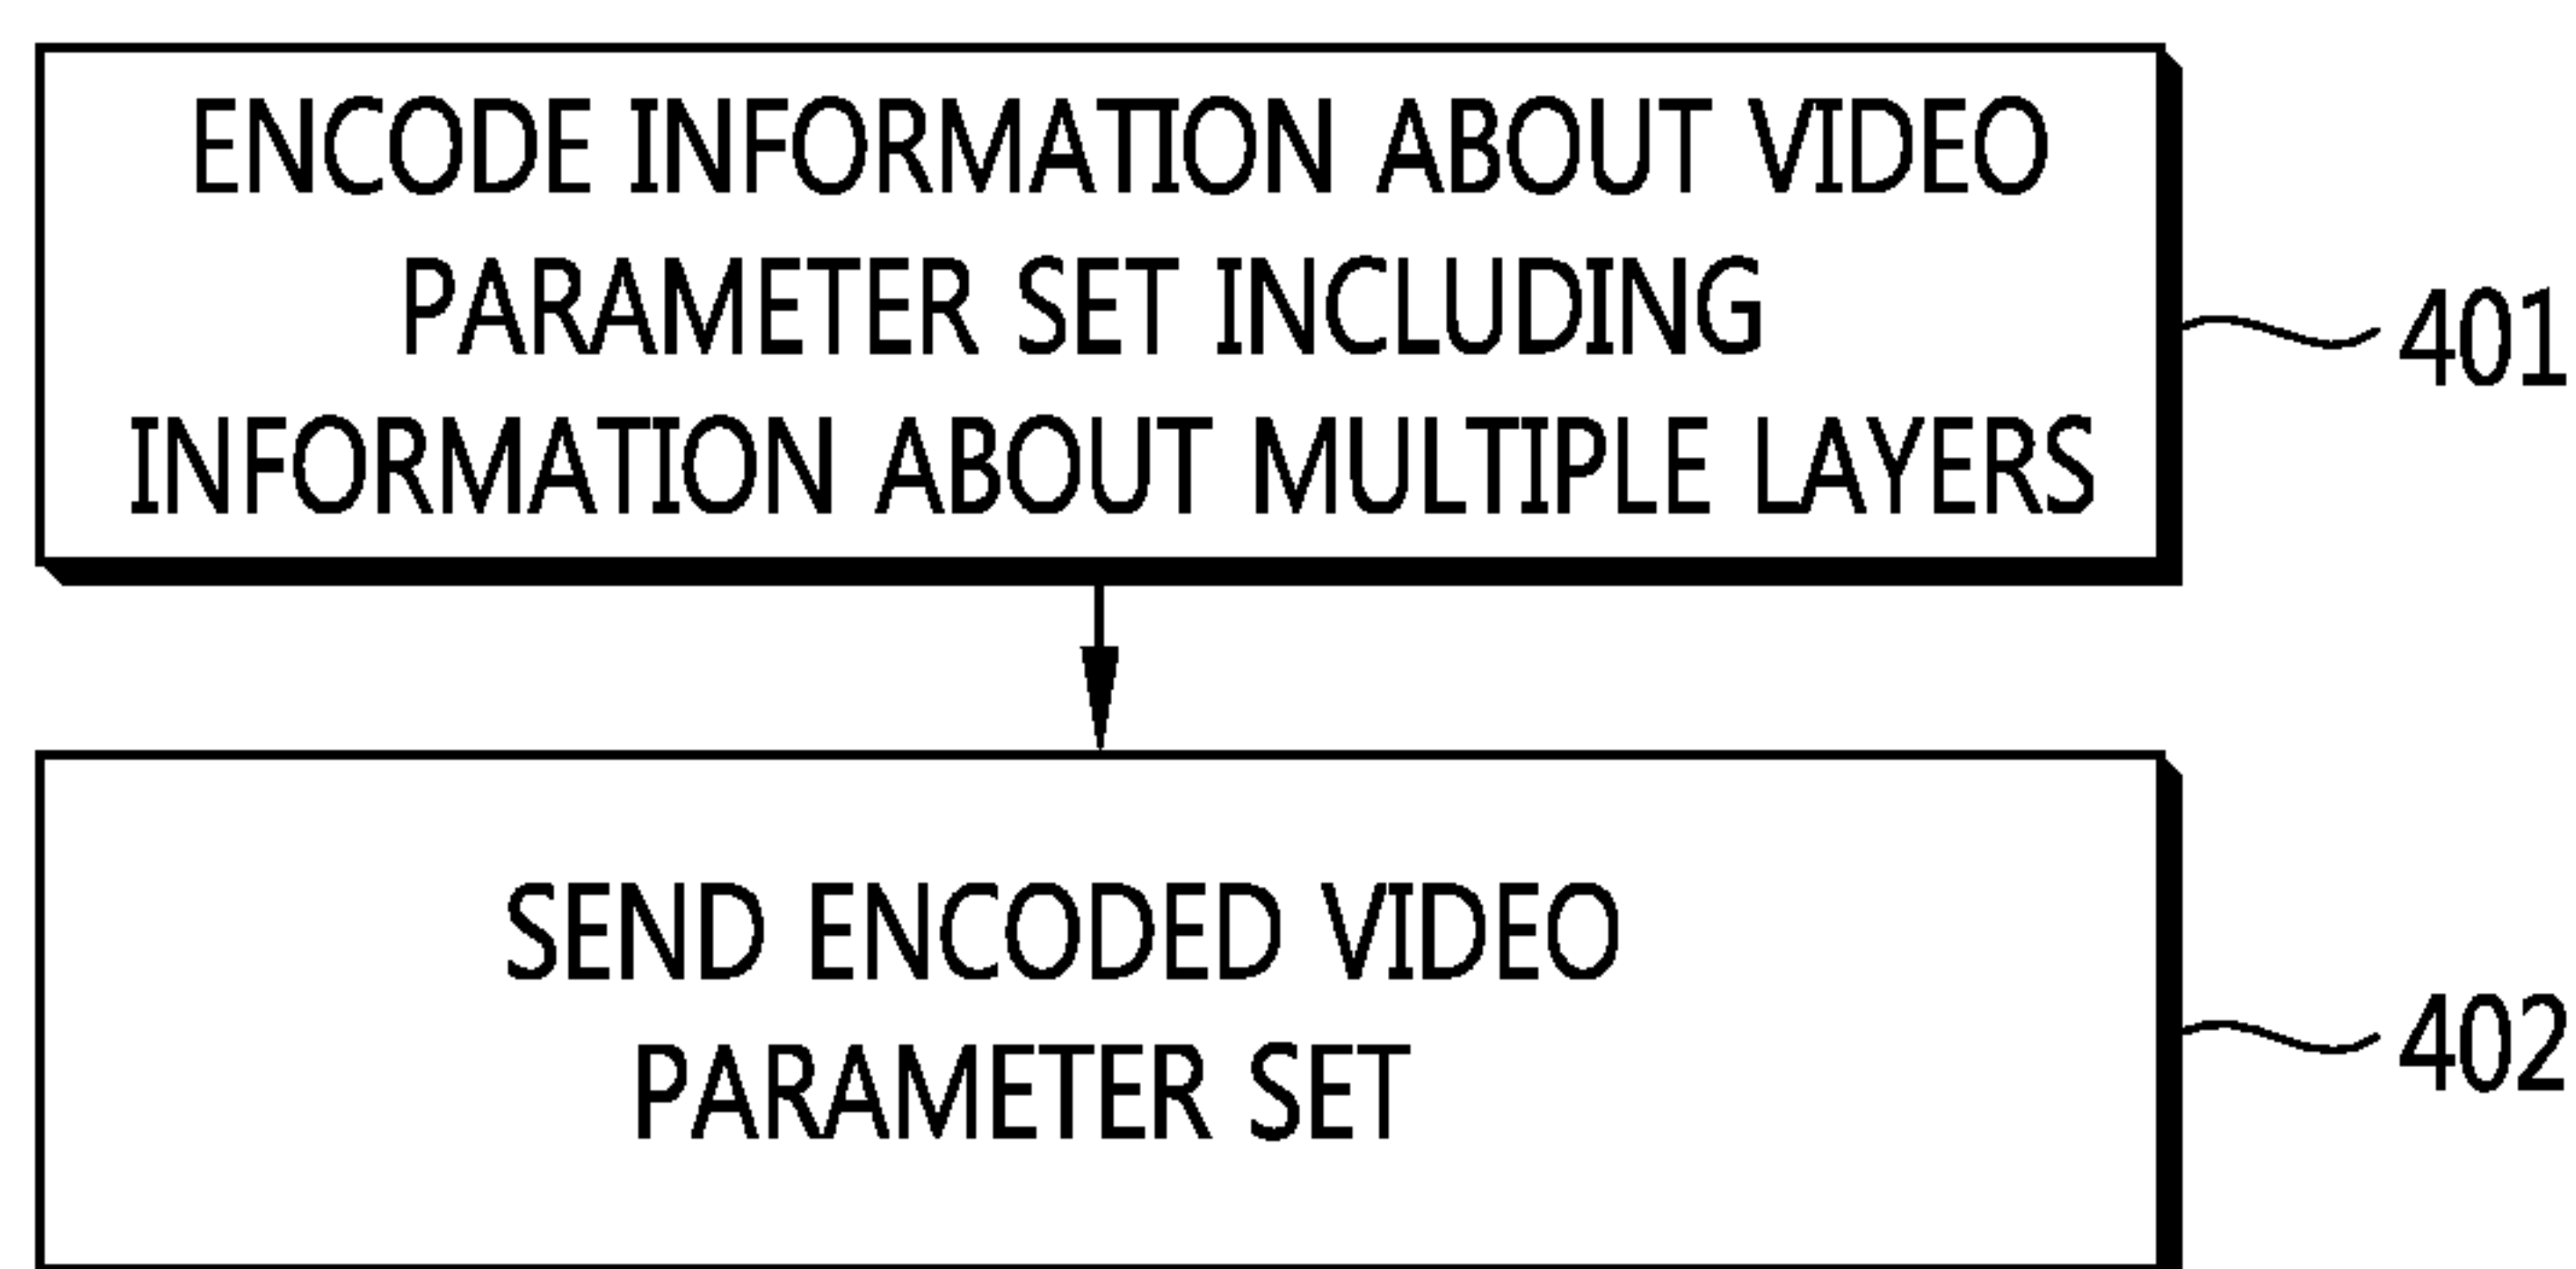 ENCODE INFORMATION ABOUT VIDEO
PARAMETER SET INCLUDING
INFORMATION ABOUT MULTIPLE LAYERS
401
SEND ENCODED VIDEO
PARAMETER SET
402